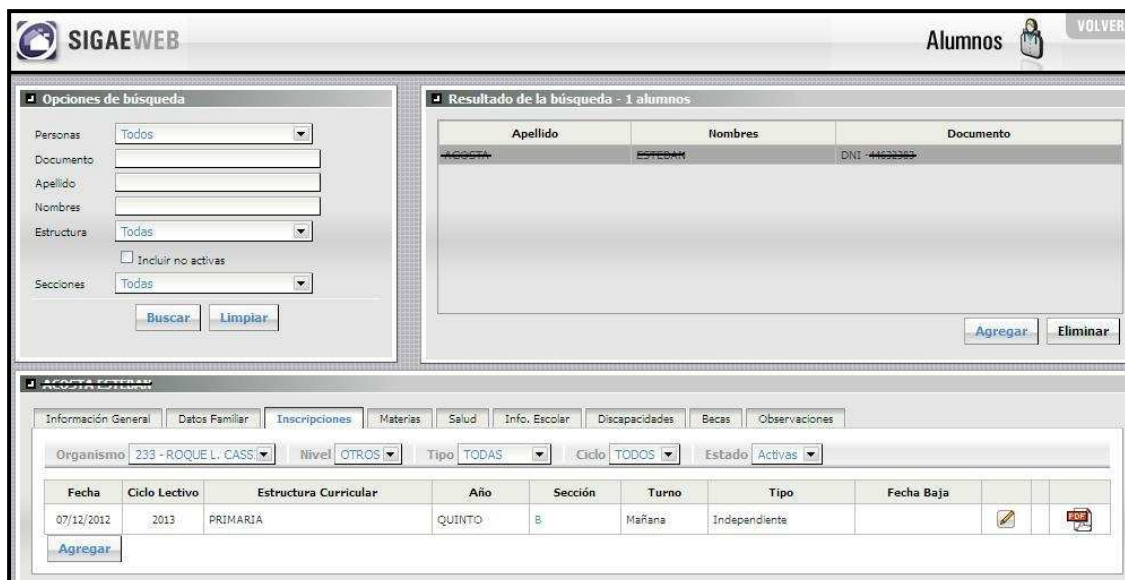 SIGAEWEB
Alumnos
VOLVER
Opciones de búsqueda
Personas Todos
Documento
Apellido
Nombres
Estructura Todas
Incluir no activas
Secciones Todas
Buscar Limpiar
Resultado de la búsqueda - 1 alumnos
Apellido Nombres Documento
ACOSTA ESTEBAN DNI -
Agregar Eliminar
ACOSTA ESTEBAN
Información General Datos Familiar Inscripciones Materias Salud Info. Escolar Discapacidades Becas Observaciones
Organismo 233 - ROQUE L. CASS. Nivel OTROS Tipo TODAS Ciclo TODOS Estado Activas
Fecha Ciclo Lectivo Estructura Curricular Año Sección Turno Tipo Fecha Baja
07/12/2012 2013 PRIMARIA QUINTO B Mañana Independiente PDF
Agregar